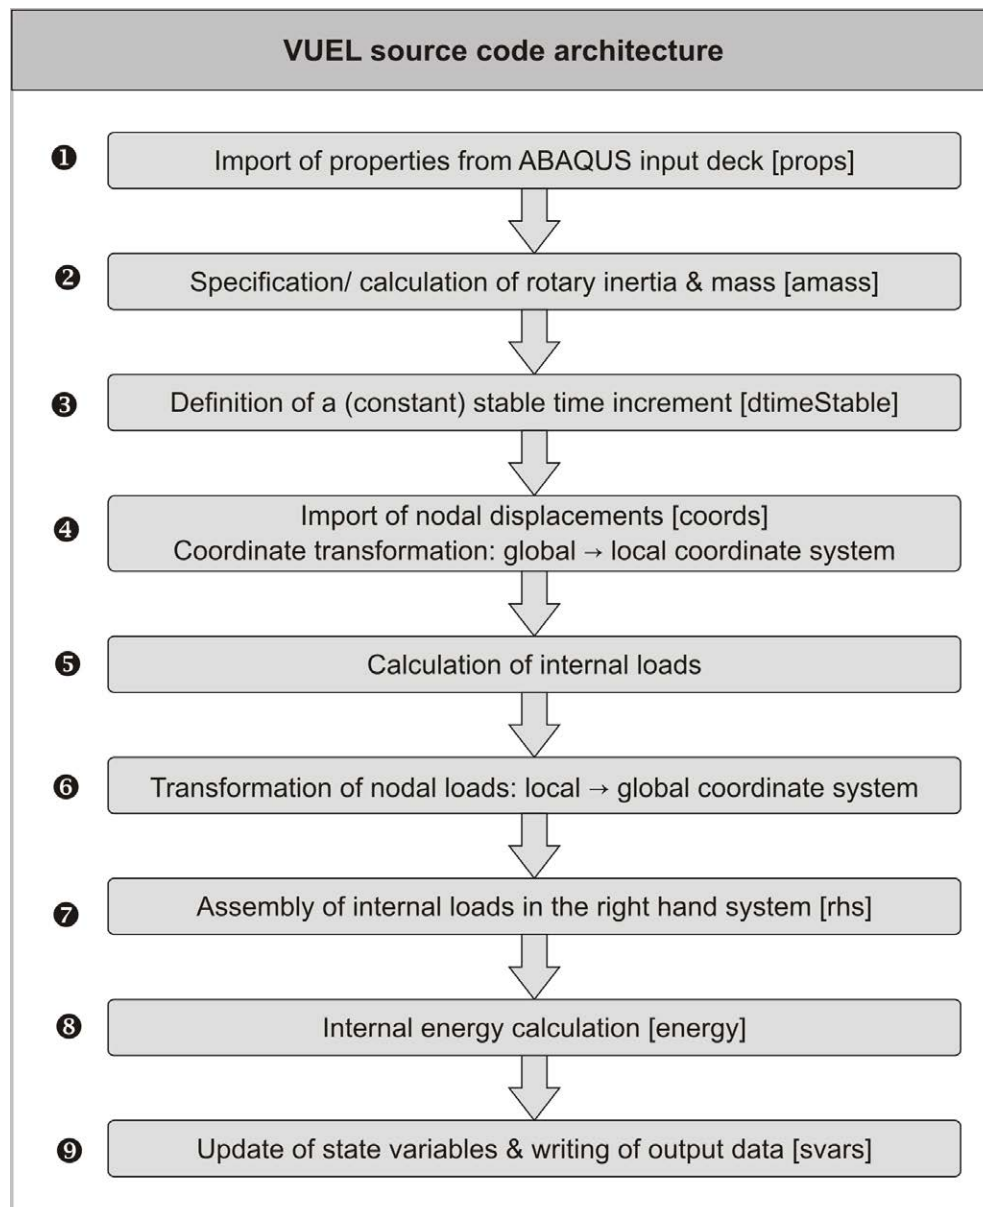 VUEL source code architecture
❶ Import of properties from ABAQUS input deck [props]
❷ Specification/ calculation of rotary inertia & mass [amass]
❸ Definition of a (constant) stable time increment [dtimeStable]
❹ Import of nodal displacements [coords]
Coordinate transformation: global → local coordinate system
❺ Calculation of internal loads
❻ Transformation of nodal loads: local → global coordinate system
❼ Assembly of internal loads in the right hand system [rhs]
❽ Internal energy calculation [energy]
❾ Update of state variables & writing of output data [svars]